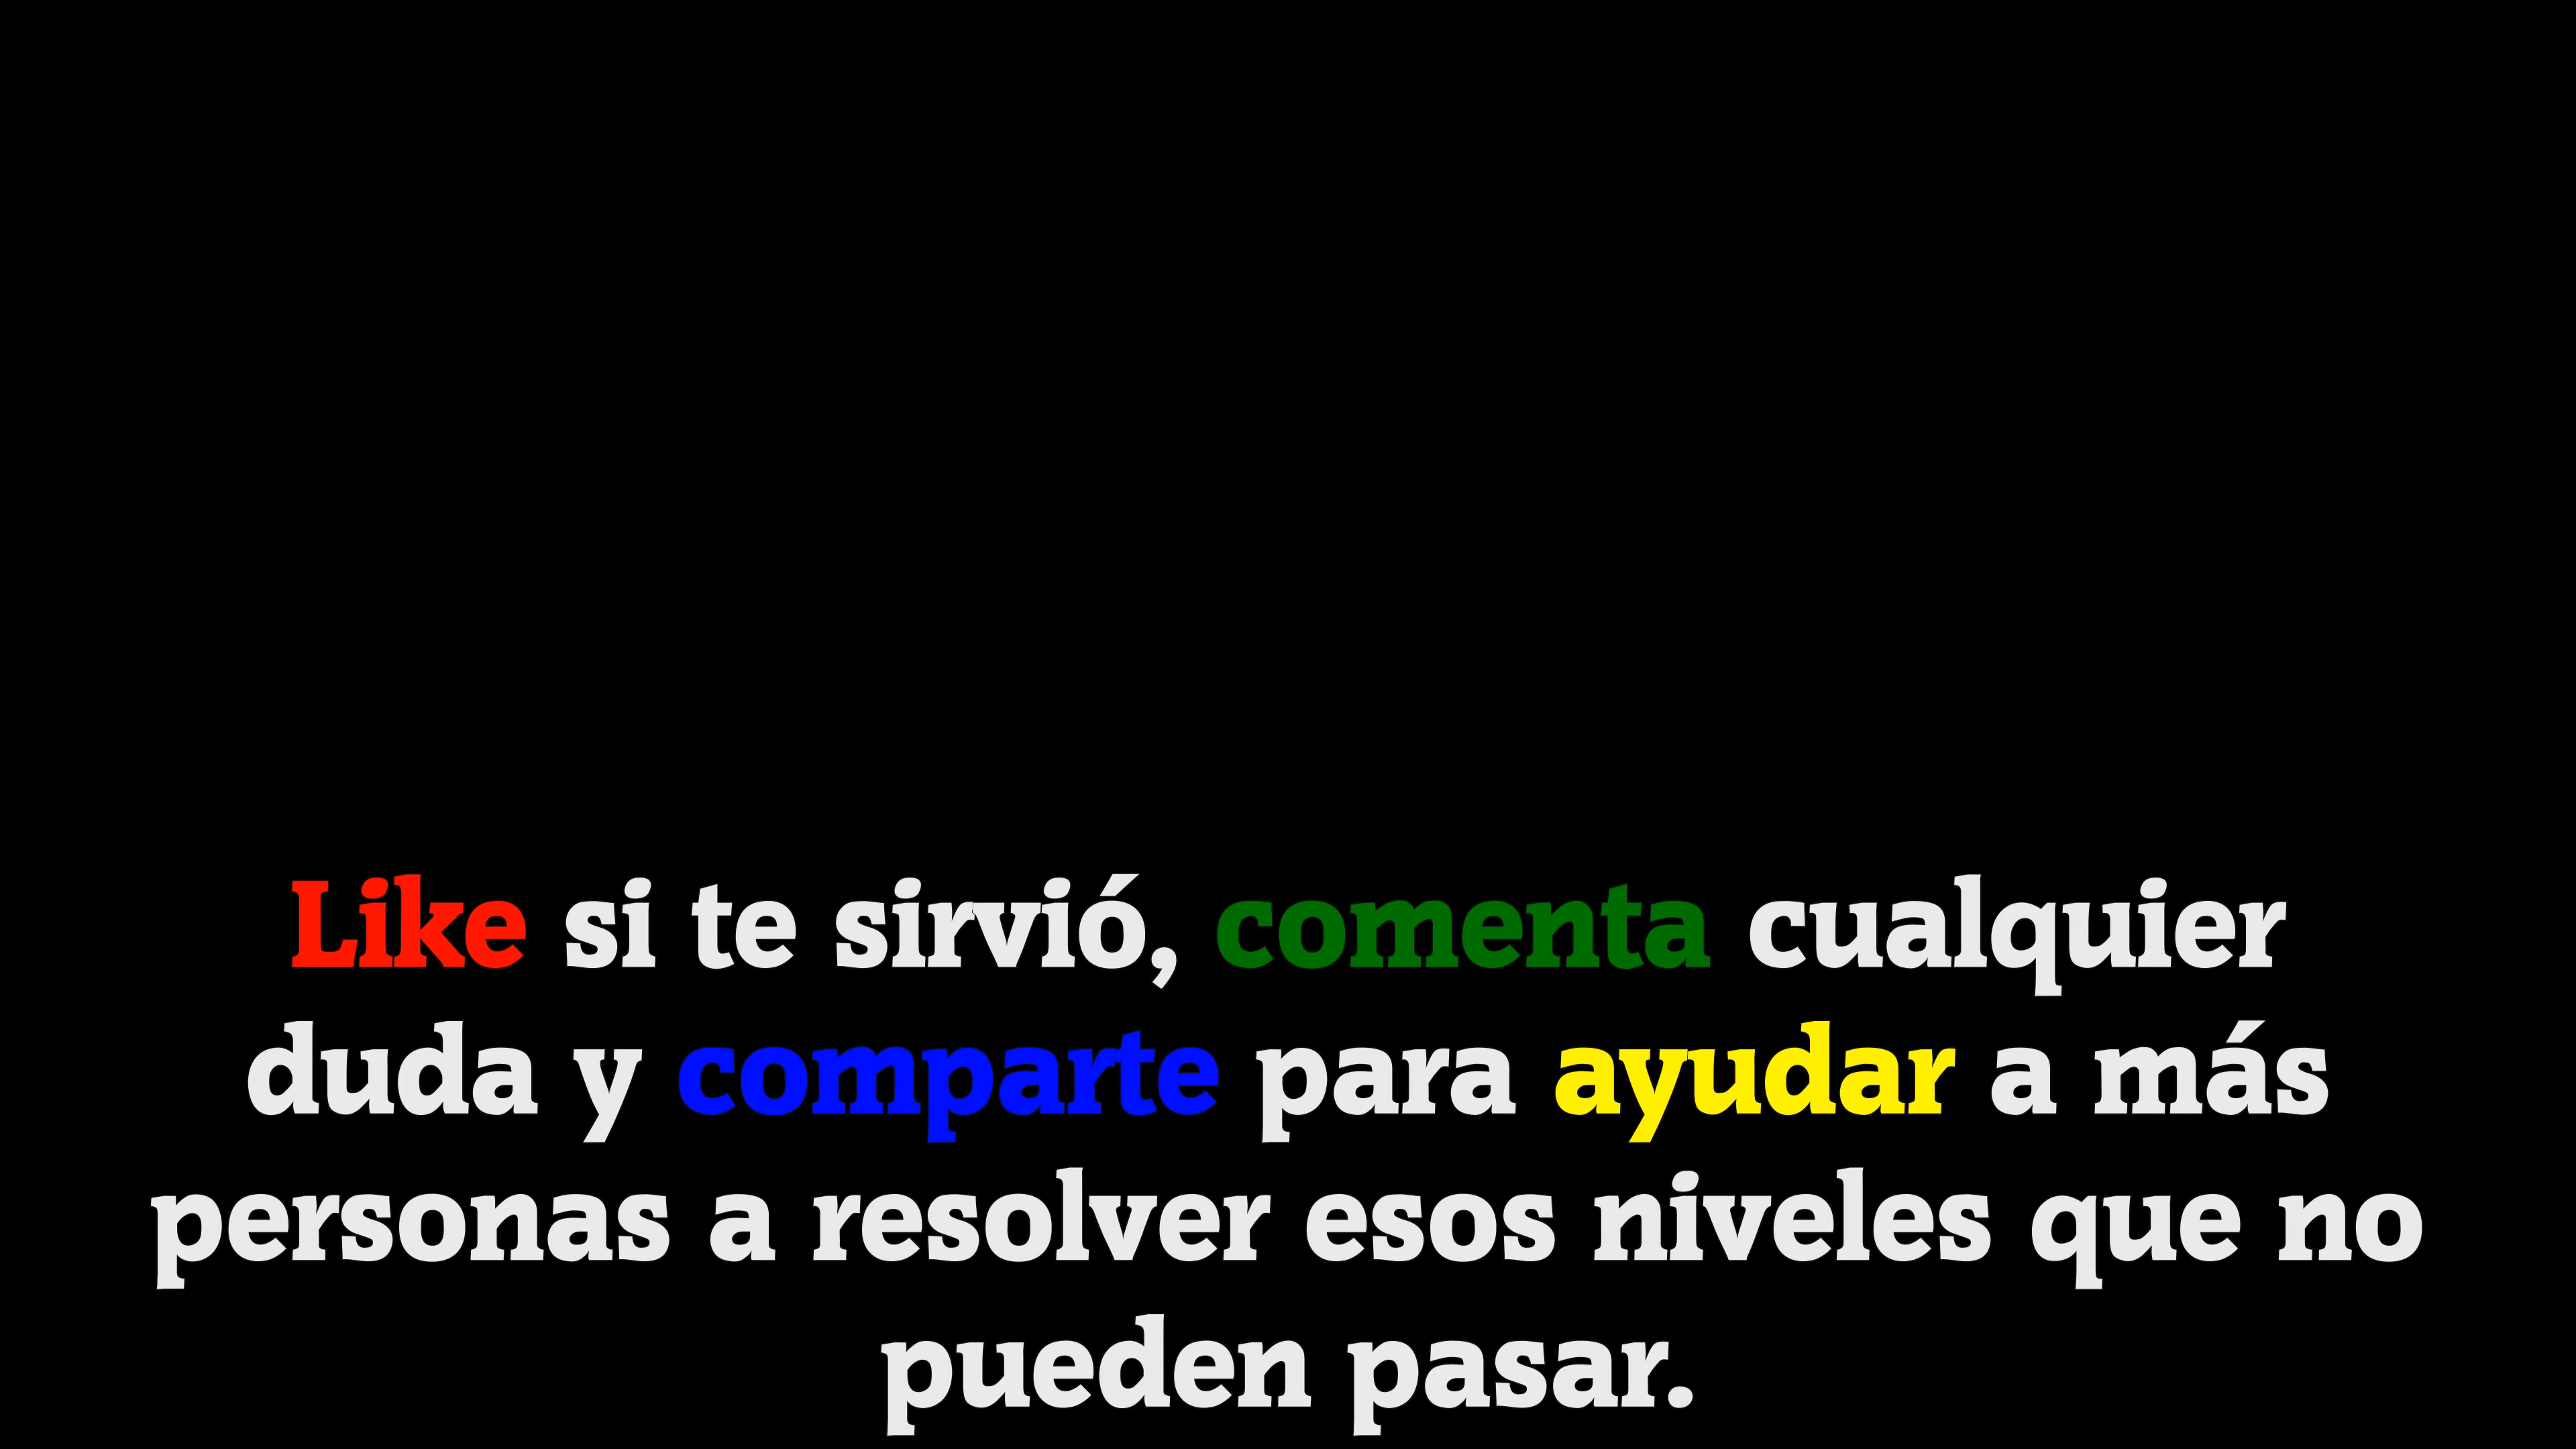 Like si te sirvió, comenta cualquier
duda y comparte para ayudar a más
personas a resolver esos niveles que no
pueden pasar.